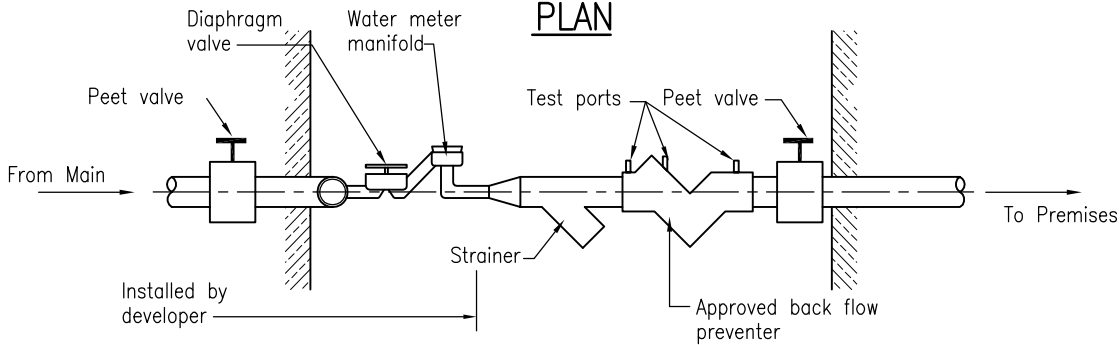 PLAN
Diaphragm
valve
Water meter
manifold
Peet valve
Test ports
Peet valve
From Main
To Premises
Strainer
Installed by
developer
Approved back flow
preventer